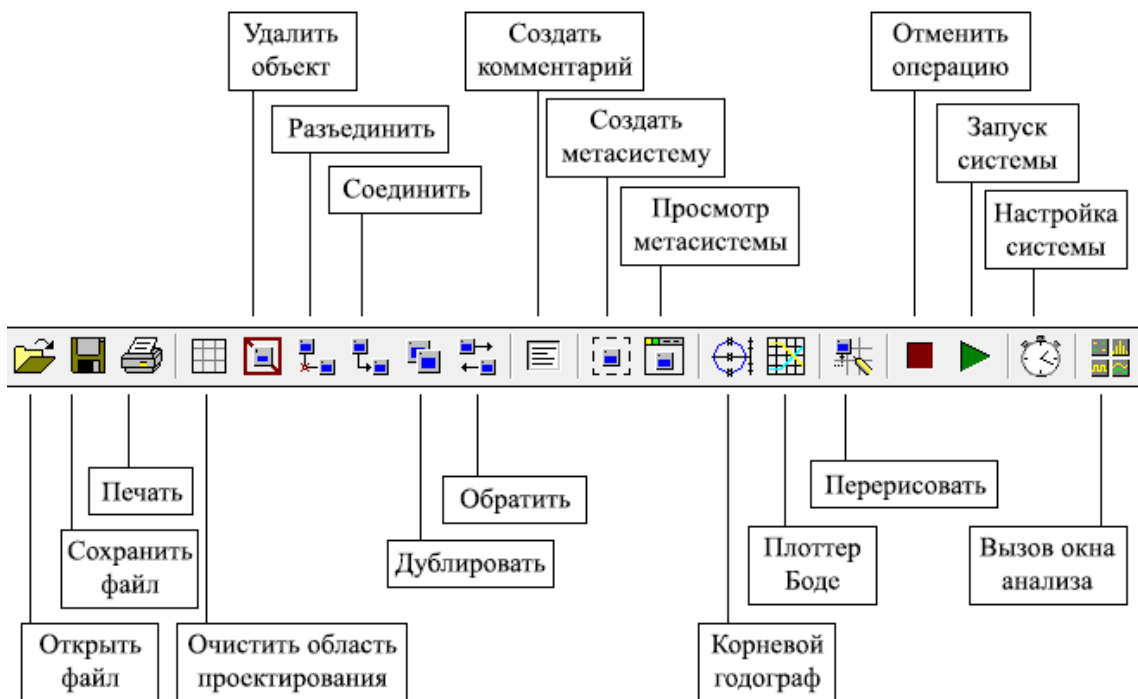 Удалить
объект
Создать
комментарий
Отменить
операцию
Разъединить
Создать
метасистему
Запуск
системы
Соединить
Просмотр
метасистемы
Настройка
системы
Печать
Обратить
Перерисовать
Сохранить
файл
Дублировать
Плоттер
Боде
Вызов окна
анализа
Открыть
файл
Очистить область
проектирования
Корневой
годограф